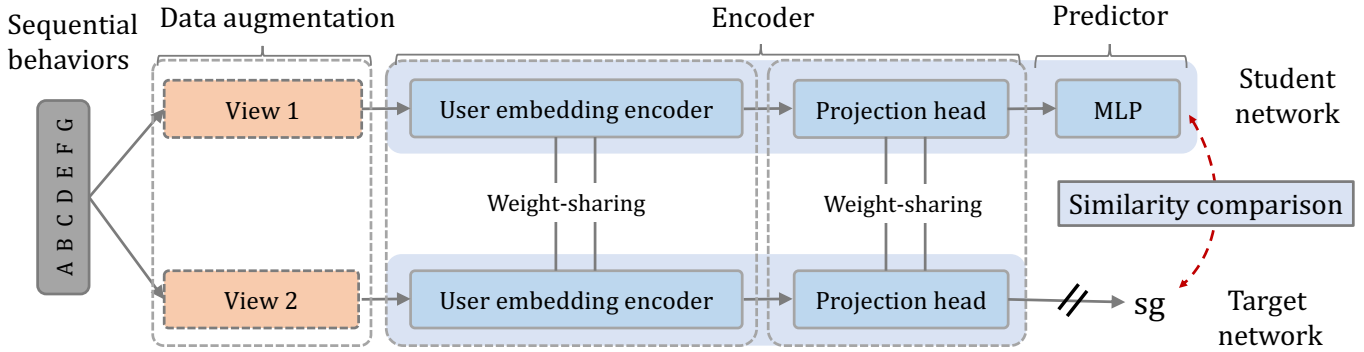 Sequential
behaviors
Data augmentation
Encoder
Predictor
A B C D E F G
View 1
User embedding encoder
Projection head
MLP
Student
network
Weight-sharing
Weight-sharing
Similarity comparison
View 2
User embedding encoder
Projection head
sg
Target
network